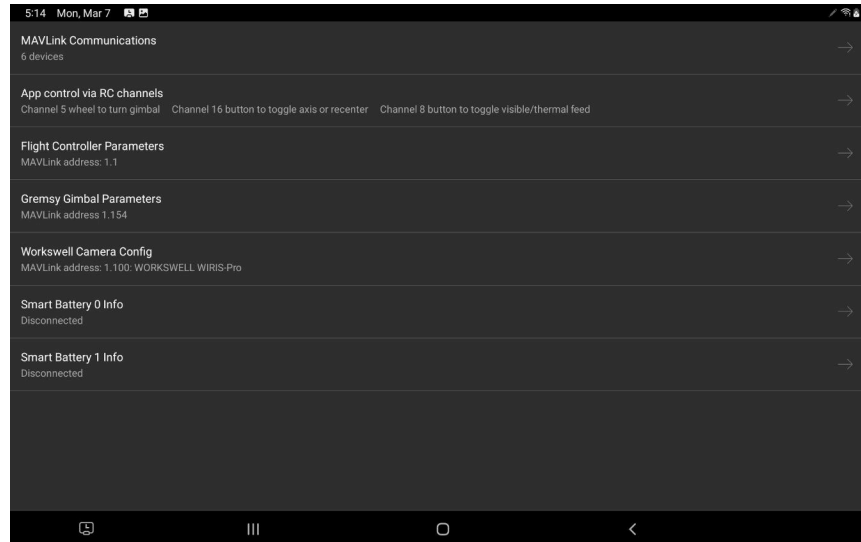 5:14 Mon, Mar 7
MAVLink Communications
6 devices
App control via RC channels
Channel 5 wheel to turn gimbal Channel 16 button to toggle axis or recenter Channel 8 button to toggle visible/thermal feed
Flight Controller Parameters
MAVLink address: 1.1
Gremsy Gimbal Parameters
MAVLink address 1.154
Workswell Camera Config
MAVLink address: 1.100: WORKSWELL WIRIS-Pro
Smart Battery 0 Info
Disconnected
Smart Battery 1 Info
Disconnected